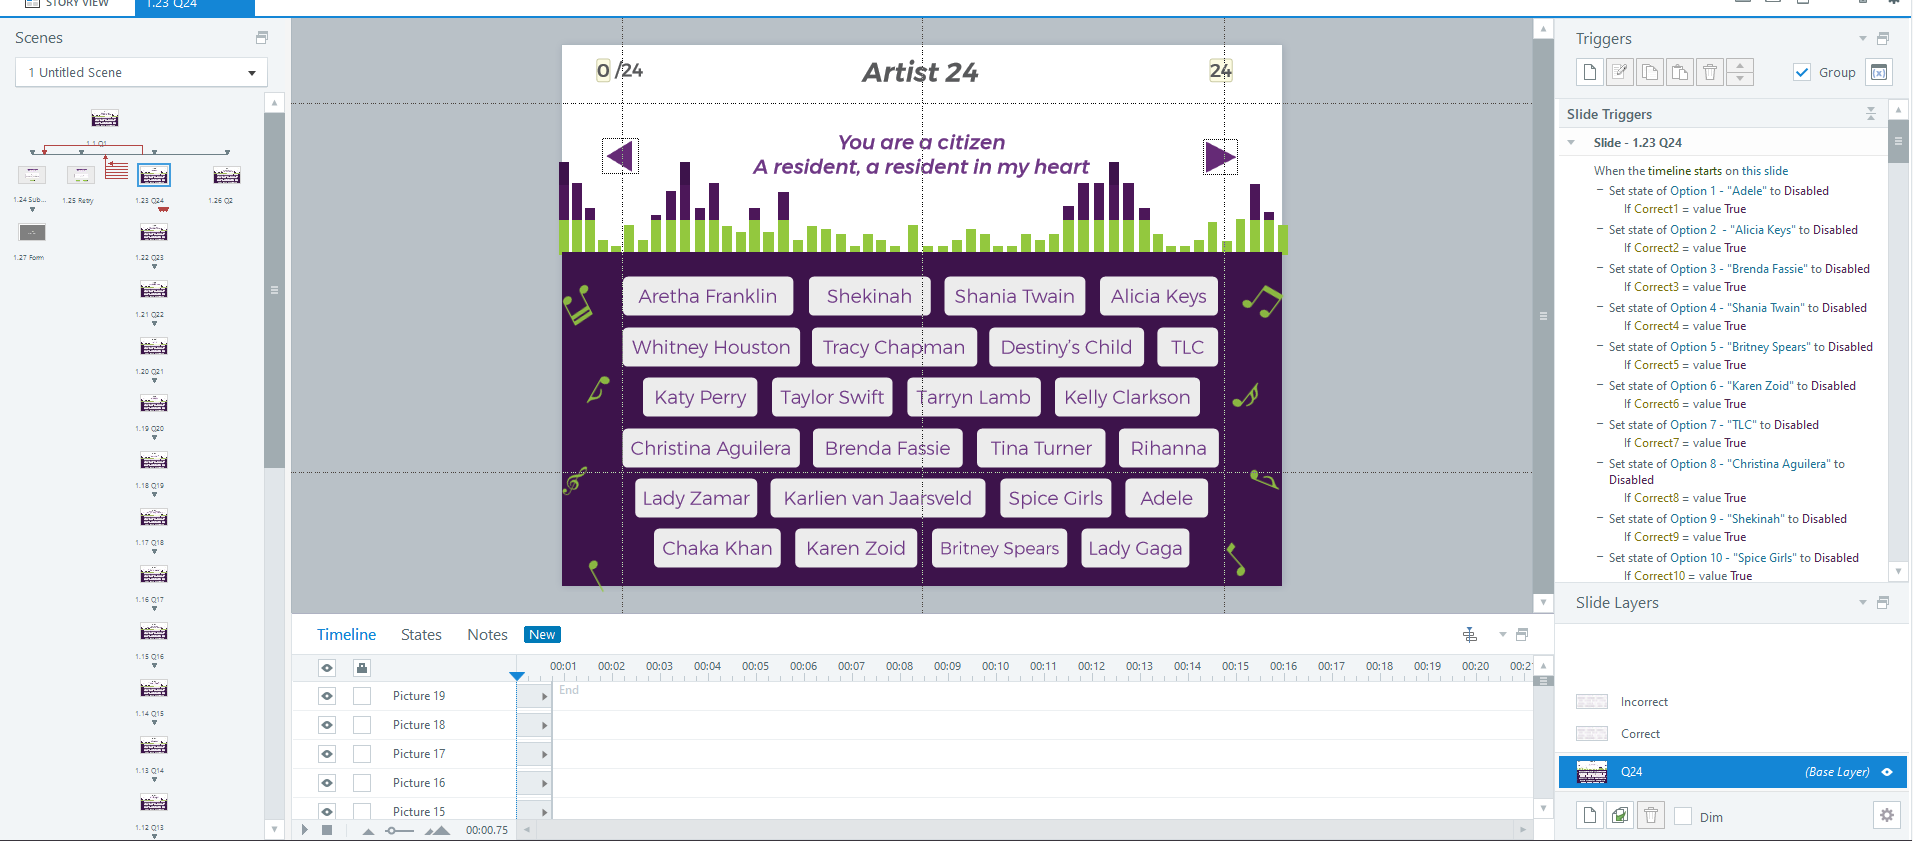 STORY VIEW
1.23 Q24
Scenes
1 Untitled Scene
1.1 Q1
1.24 Sub...
1.25 Retry
1.23 Q24
1.26 Q2
1.27 Form
1.22 Q23
1.21 Q22
1.20 Q21
1.19 Q20
1.18 Q19
1.17 Q18
1.16 Q17
1.15 Q16
1.14 Q15
1.13 Q14
1.12 Q13
0 /24
Artist 24
24
You are a citizen
A resident, a resident in my heart
Aretha Franklin
Shekinah
Shania Twain
Alicia Keys
Whitney Houston
Tracy Chapman
Destiny's Child
TLC
Katy Perry
Taylor Swift
Tarryn Lamb
Kelly Clarkson
Christina Aguilera
Brenda Fassie
Tina Turner
Rihanna
Lady Zamar
Karlien van Jaarsveld
Spice Girls
Adele
Chaka Khan
Karen Zoid
Britney Spears
Lady Gaga
Timeline
States
Notes
New
00:01 00:02 00:03 00:04 00:05 00:06 00:07 00:08 00:09 00:10 00:11 00:12 00:13 00:14 00:15 00:16 00:17 00:18 00:19 00:20 00:21
Picture 19
End
Picture 18
Picture 17
Picture 16
Picture 15
00:00.75
Triggers
Group
(x)
Slide Triggers
Slide - 1.23 Q24
When the timeline starts on this slide
Set state of Option 1 - "Adele" to Disabled
If Correct1 = value True
Set state of Option 2 - "Alicia Keys" to Disabled
If Correct2 = value True
Set state of Option 3 - "Brenda Fassie" to Disabled
If Correct3 = value True
Set state of Option 4 - "Shania Twain" to Disabled
If Correct4 = value True
Set state of Option 5 - "Britney Spears" to Disabled
If Correct5 = value True
Set state of Option 6 - "Karen Zoid" to Disabled
If Correct6 = value True
Set state of Option 7 - "TLC" to Disabled
If Correct7 = value True
Set state of Option 8 - "Christina Aguilera" to
Disabled
If Correct8 = value True
Set state of Option 9 - "Shekinah" to Disabled
If Correct9 = value True
Set state of Option 10 - "Spice Girls" to Disabled
If Correct10 = value True
Slide Layers
Incorrect
Correct
Q24
(Base Layer)
Dim